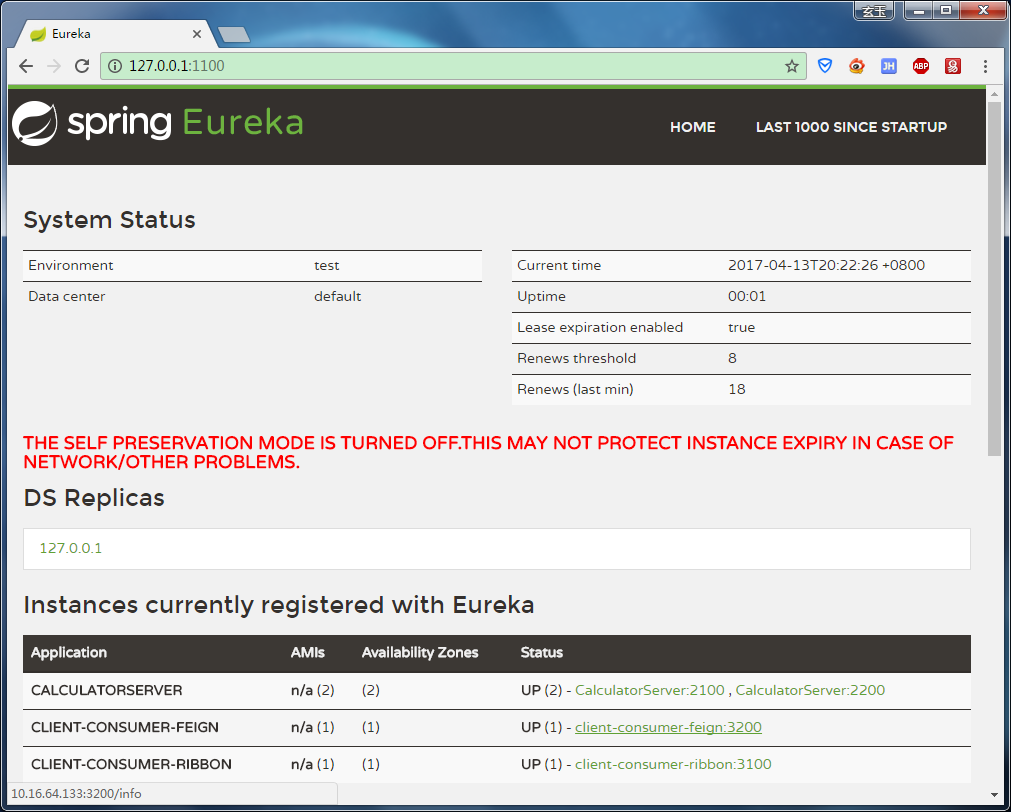 玄玉
Eureka
127.0.0.1:1100
JH
ABP
spring Eureka
HOME LAST 1000 SINCE STARTUP
System Status
Environment test
Data center default
Current time 2017-04-13T20:22:26 +0800
Uptime 00:01
Lease expiration enabled true
Renews threshold 8
Renews (last min) 18
THE SELF PRESERVATION MODE IS TURNED OFF.THIS MAY NOT PROTECT INSTANCE EXPIRY IN CASE OF
NETWORK/OTHER PROBLEMS.
DS Replicas
127.0.0.1
Instances currently registered with Eureka
Application AMIs Availability Zones Status
CALCULATORSERVER n/a (2) (2) UP (2) - CalculatorServer:2100 , CalculatorServer:2200
CLIENT-CONSUMER-FEIGN n/a (1) (1) UP (1) - client-consumer-feign:3200
CLIENT-CONSUMER-RIBBON n/a (1) (1) UP (1) - client-consumer-ribbon:3100
10.16.64.133:3200/info